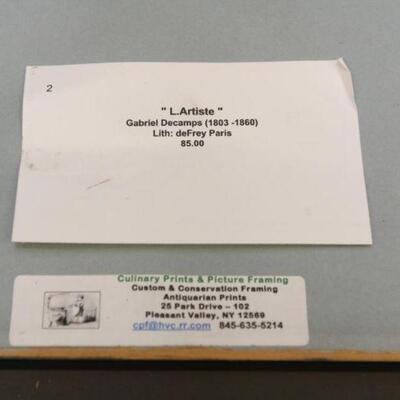 2
" L.Artiste "
Gabriel Decamps (1803 -1860)
Lith: deFrey Paris
85.00
Culinary Prints & Picture Framing
Custom & Conservation Framing
Antiquarian Prints
25 Park Drive – 102
Pleasant Valley, NY 12569
cpf@hvc.rr.com 845-635-5214